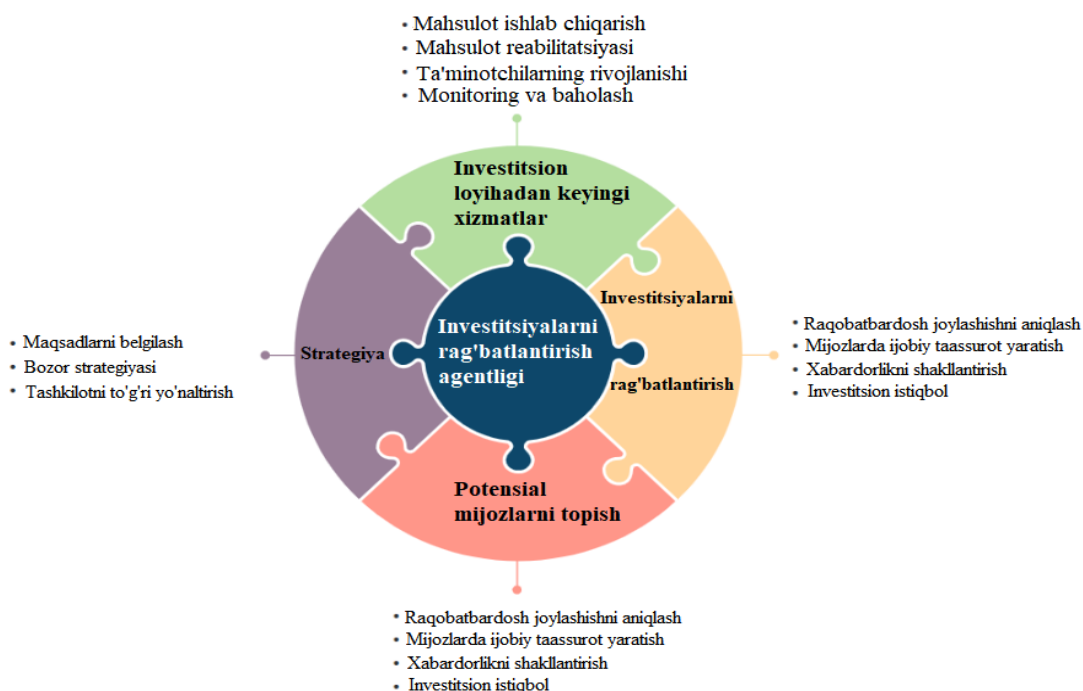 • Mahsulot ishlab chiqarish
• Mahsulot reabilitatsiyasi
• Ta'minotchilarning rivojlanishi
• Monitoring va baholash
Investitsion
loyihadan keyingi
xizmatlar
Investitsiyalarni
rag'batlantirish
• Raqobatbardosh joylashishni aniqlash
• Mijozlarda ijobiy taassurot yaratish
• Xabardorlikni shakllantirish
• Investitsion istiqbol
Investitsiyalarni
rag'batlantirish
agentligi
Strategiya
• Maqsadlarni belgilash
• Bozor strategiyasi
• Tashkilotni to'g'ri yo'naltirish
Potensial
mijozlarni topish
• Raqobatbardosh joylashishni aniqlash
• Mijozlarda ijobiy taassurot yaratish
• Xabardorlikni shakllantirish
• Investitsion istiqbol